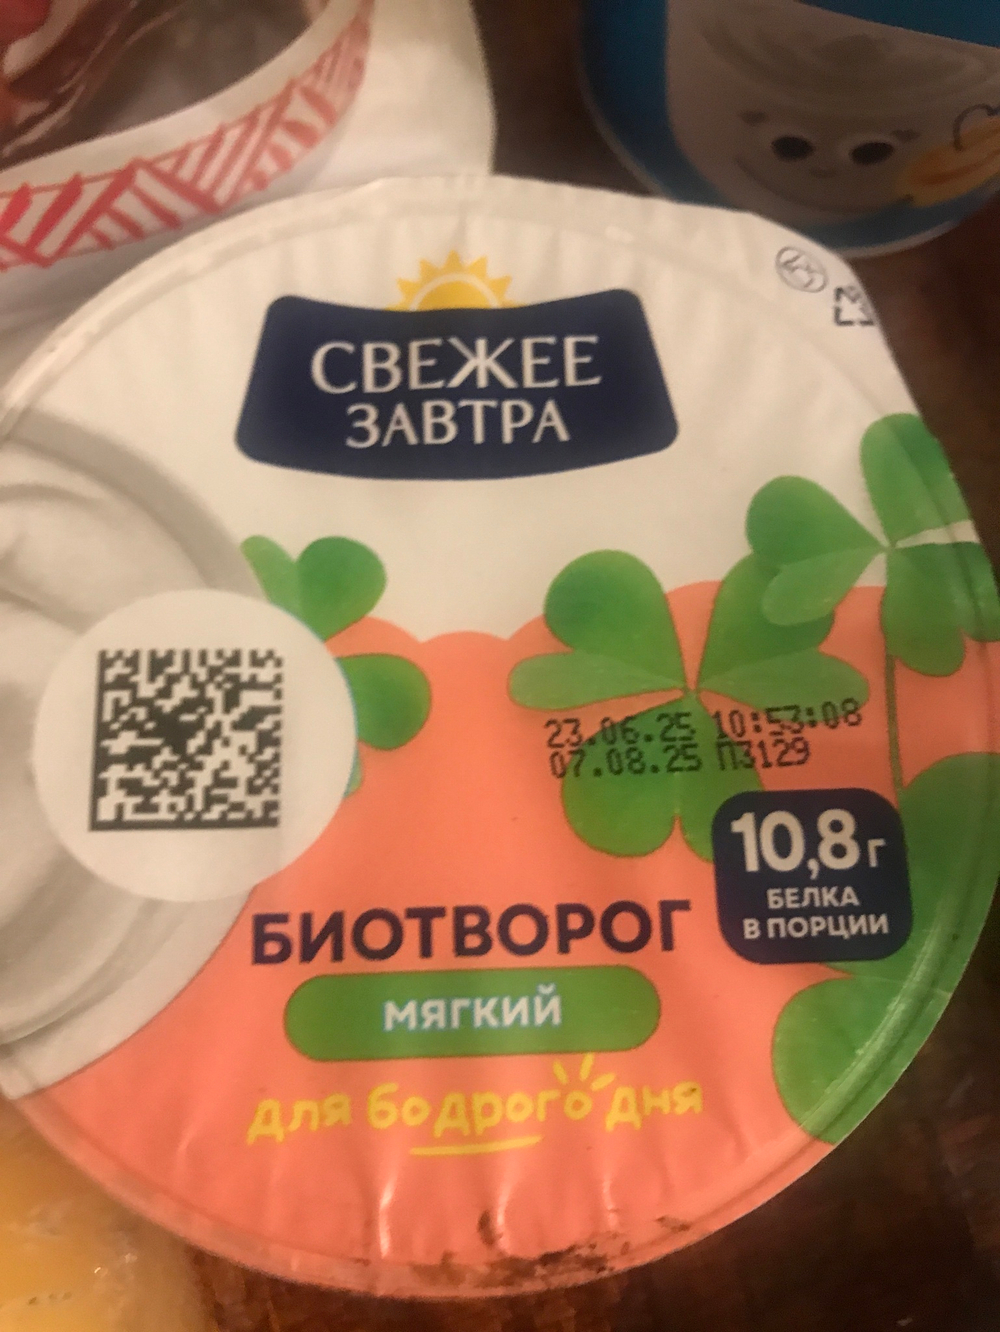 СВЕЖЕЕ
ЗАВТРА
23.06.25 10:53:08
07.08.25 П3129
10,8г
БЕЛКА
В ПОРЦИИ
БИОТВОРОГ
МЯГКИЙ
для бодрого дня